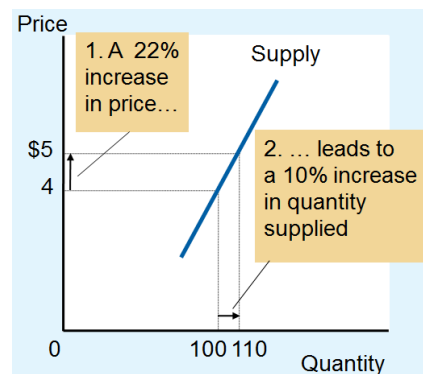 Price
1. A 22%
increase
in price…
Supply
$5
4
2. … leads to
a 10% increase
in quantity
supplied
0
100 110
Quantity